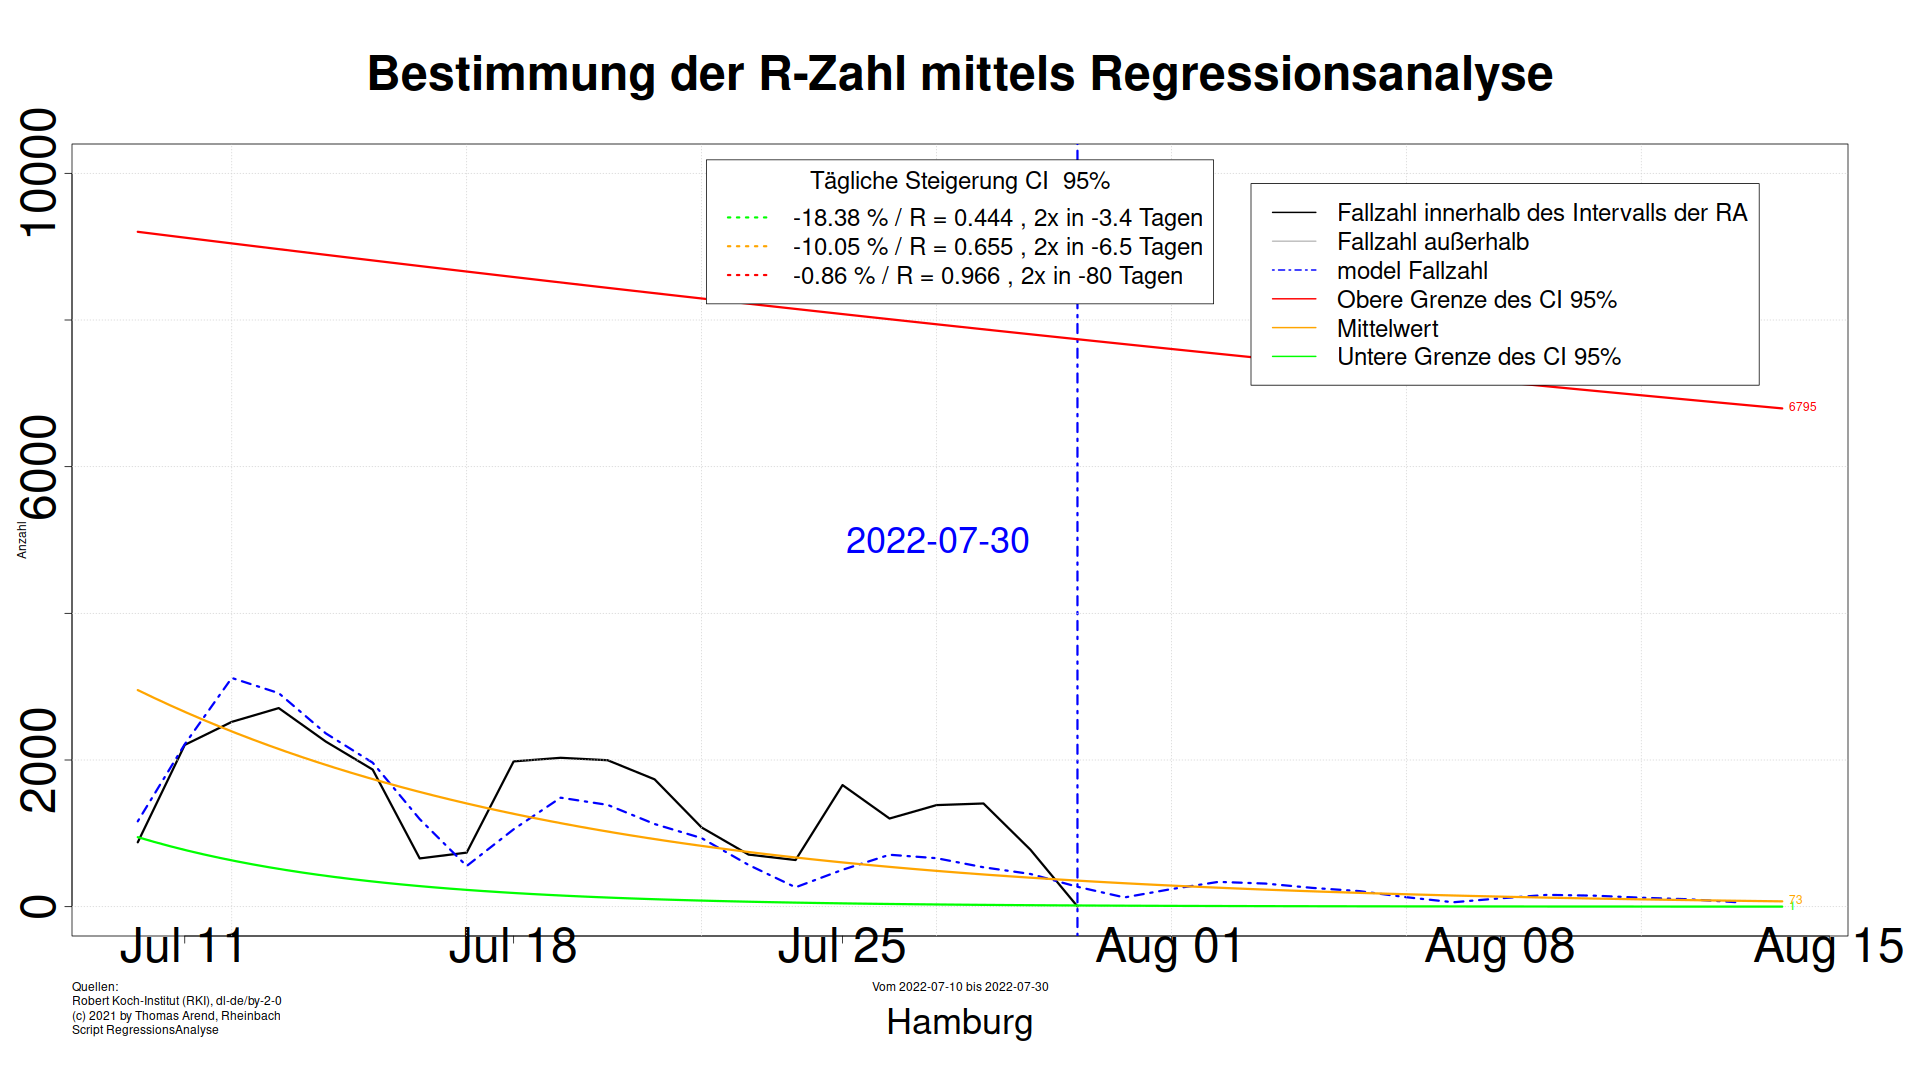 Bestimmung der R-Zahl mittels Regressionsanalyse
10000
6000
2000
0
Anzahl
Tägliche Steigerung CI 95%
-18.38 % / R = 0.444 , 2x in -3.4 Tagen
-10.05 % / R = 0.655 , 2x in -6.5 Tagen
-0.86 % / R = 0.966 , 2x in -80 Tagen
Fallzahl innerhalb des Intervalls der RA
Fallzahl außerhalb
model Fallzahl
Obere Grenze des CI 95%
Mittelwert
Untere Grenze des CI 95%
6795
2022-07-30
73
1
Jul 11
Jul 18
Jul 25
Aug 01
Aug 08
Aug 15
Quellen:
Robert Koch-Institut (RKI), dl-de/by-2-0
(c) 2021 by Thomas Arend, Rheinbach
Script RegressionsAnalyse
Vom 2022-07-10 bis 2022-07-30
Hamburg